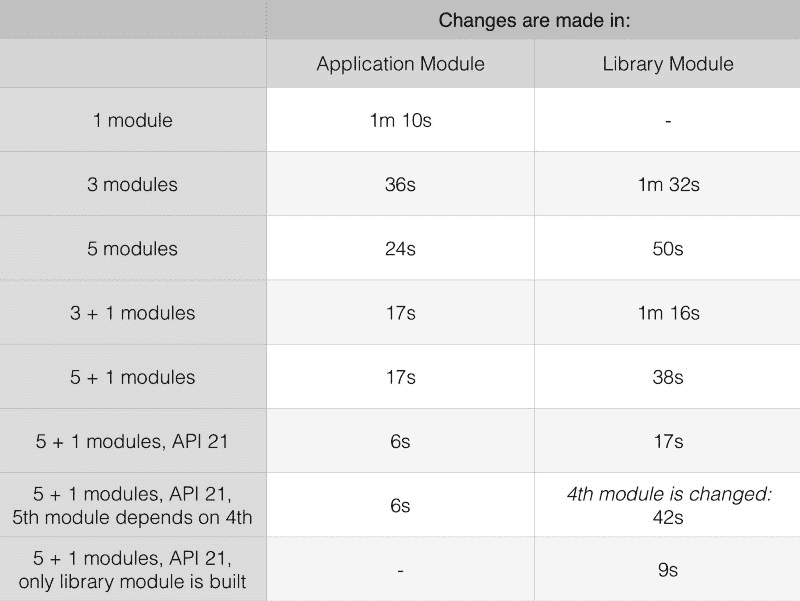 Changes are made in:
Application Module
Library Module
1 module
1m 10s
-
3 modules
36s
1m 32s
5 modules
24s
50s
3 + 1 modules
17s
1m 16s
5 + 1 modules
17s
38s
5 + 1 modules, API 21
6s
17s
5 + 1 modules, API 21,
5th module depends on 4th
6s
4th module is changed:
42s
5 + 1 modules, API 21,
only library module is built
-
9s